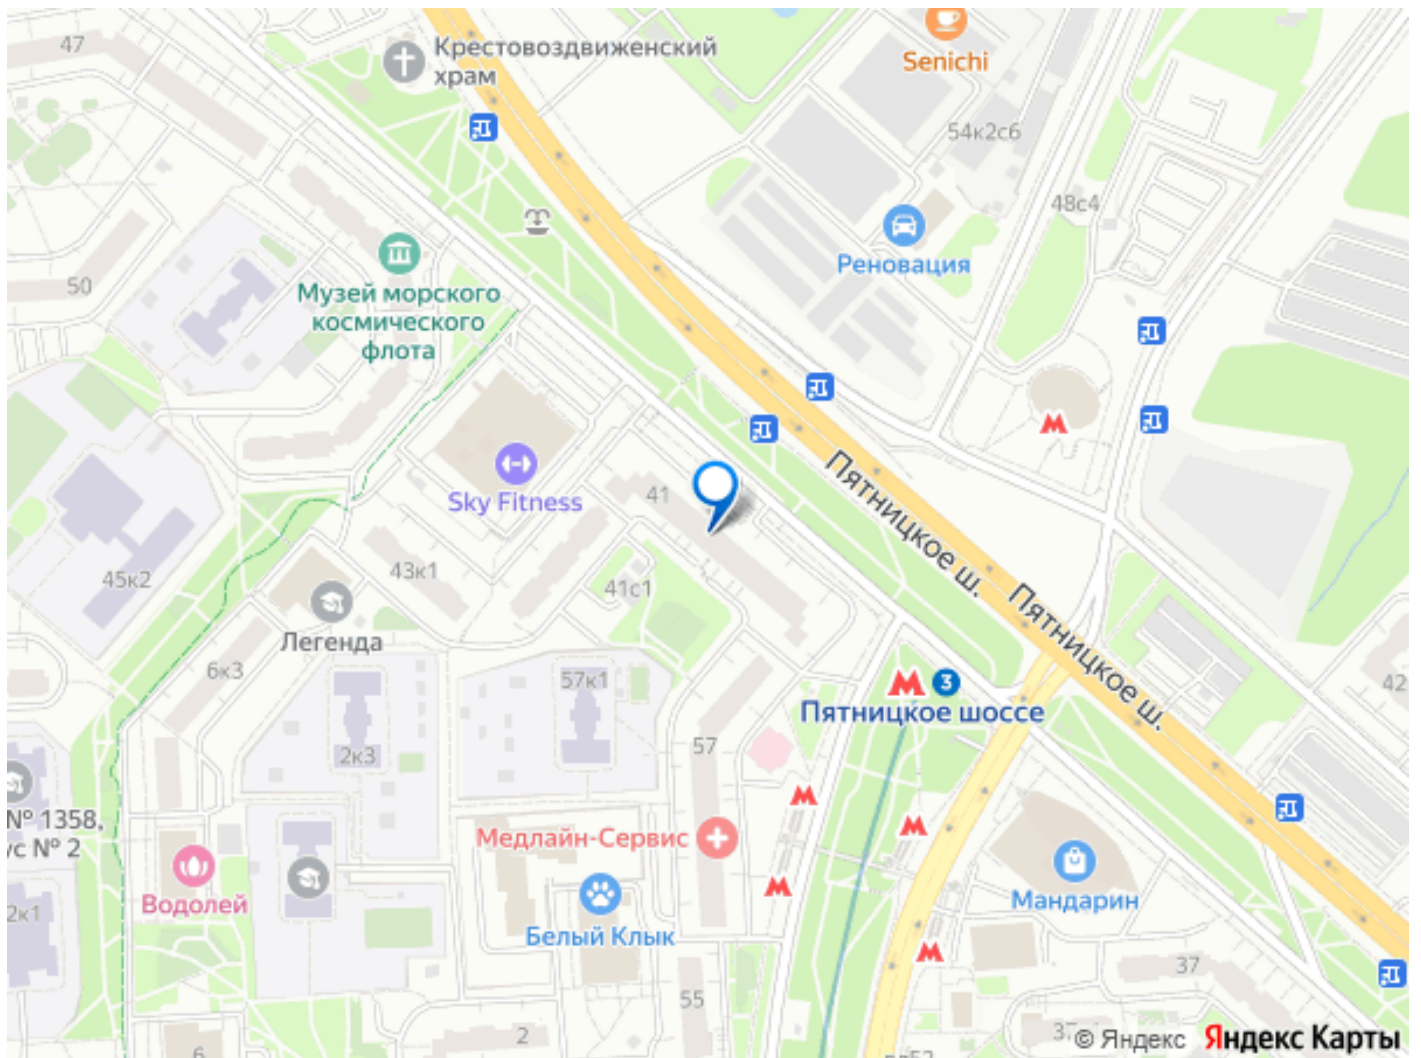 47
Крестовоздвиженский
храм
Senichi
54к2с6
48с4
Реновация
50
Музей морского
космического
флота
Sky Fitness
41
Пятницкое ш.
Пятницкое ш.
45к2
43к1
41с1
Легенда
6к3
57к1
3
Пятницкое шоссе
42
2к3
57
№ 1358,
ус № 2
Медлайн-Сервис
Водолей
2к1
Белый Клык
Мандарин
37
55
2
6
37
© Яндекс
Яндекс Карты